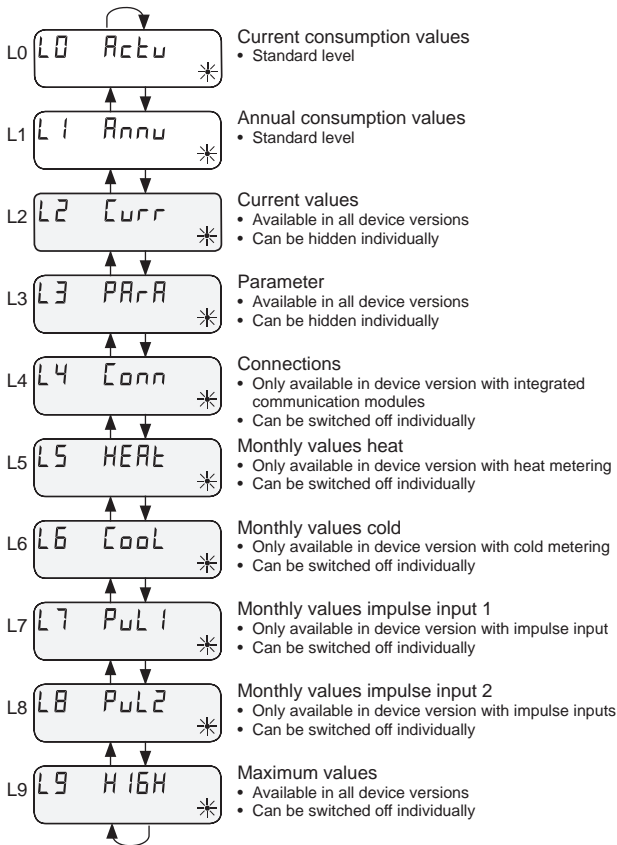 L0 L0 Actu
Current consumption values
• Standard level
L1 L1 Annu
Annual consumption values
• Standard level
L2 L2 Curr
Current values
• Available in all device versions
• Can be hidden individually
L3 L3 PArA
Parameter
• Available in all device versions
• Can be hidden individually
L4 L4 Conn
Connections
• Only available in device version with integrated
communication modules
• Can be switched off individually
L5 L5 HEAt
Monthly values heat
• Only available in device version with heat metering
• Can be switched off individually
L6 L6 CooL
Monthly values cold
• Only available in device version with cold metering
• Can be switched off individually
L7 L7 PuL1
Monthly values impulse input 1
• Only available in device version with impulse input
• Can be switched off individually
L8 L8 PuL2
Monthly values impulse input 2
• Only available in device version with impulse inputs
• Can be switched off individually
L9 L9 HIGH
Maximum values
• Available in all device versions
• Can be switched off individually